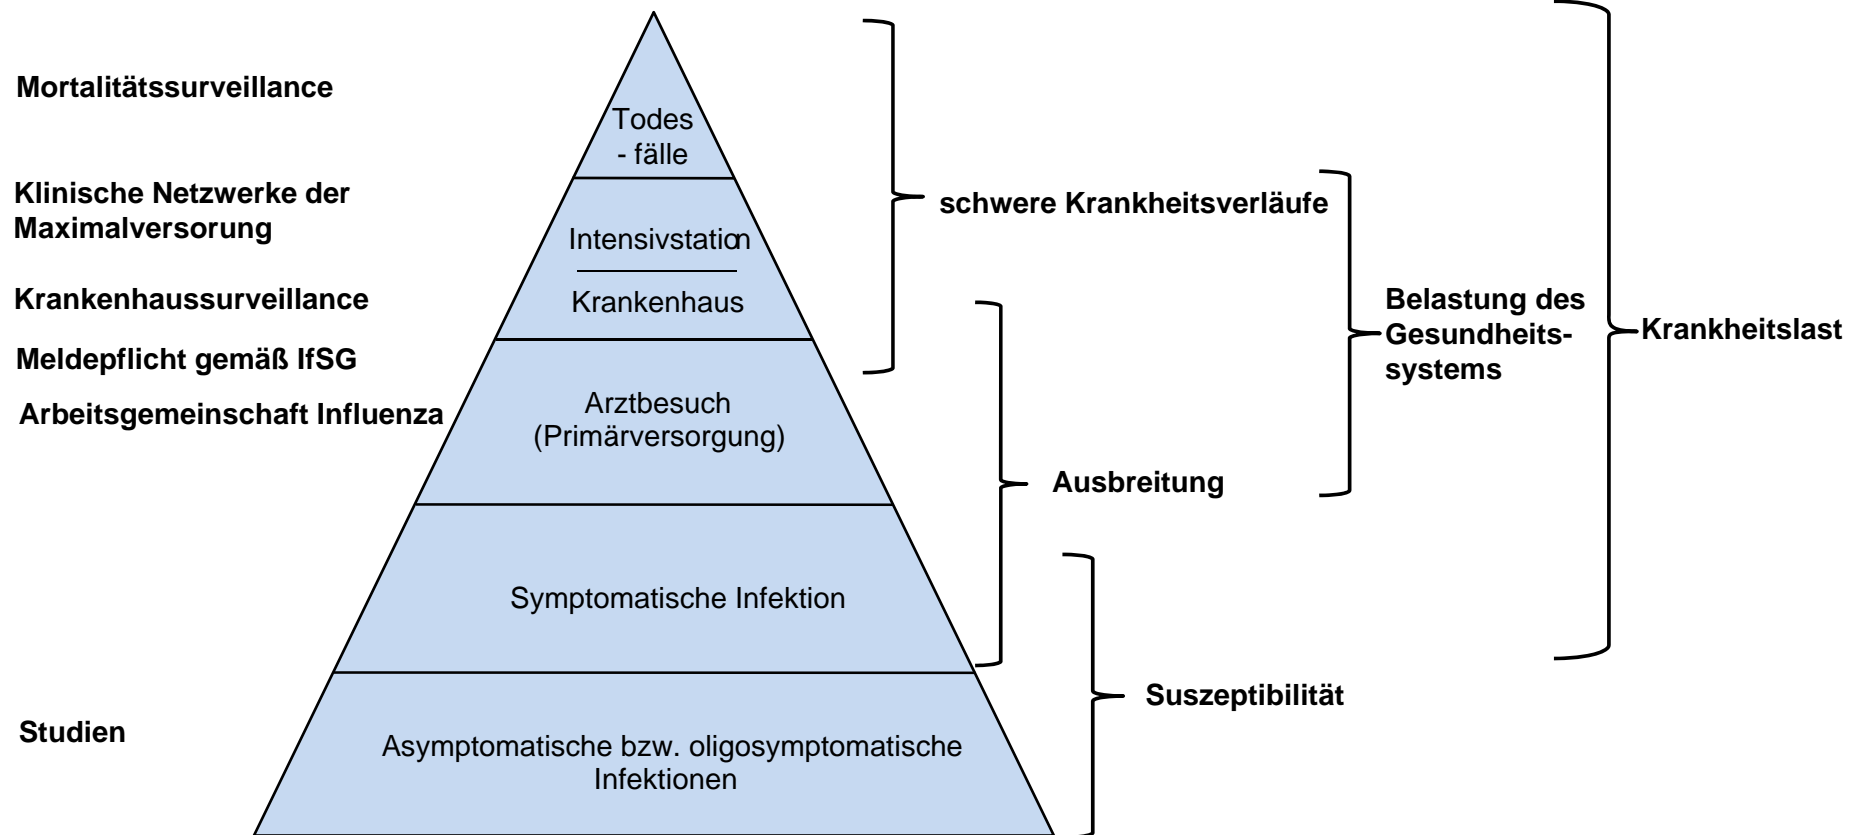 Mortalitätssurveillance
Klinische Netzwerke der
Maximalversorung
Krankenhaussurveillance
Meldepflicht gemäß IfSG
Arbeitsgemeinschaft Influenza
Studien
Todes
- fälle
Intensivstation
Krankenhaus
Arztbesuch
(Primärversorgung)
Symptomatische Infektion
Asymptomatische bzw. oligosymptomatische
Infektionen
schwere Krankheitsverläufe
Ausbreitung
Suszeptibilität
Belastung des
Gesundheits-
systems
Krankheitslast